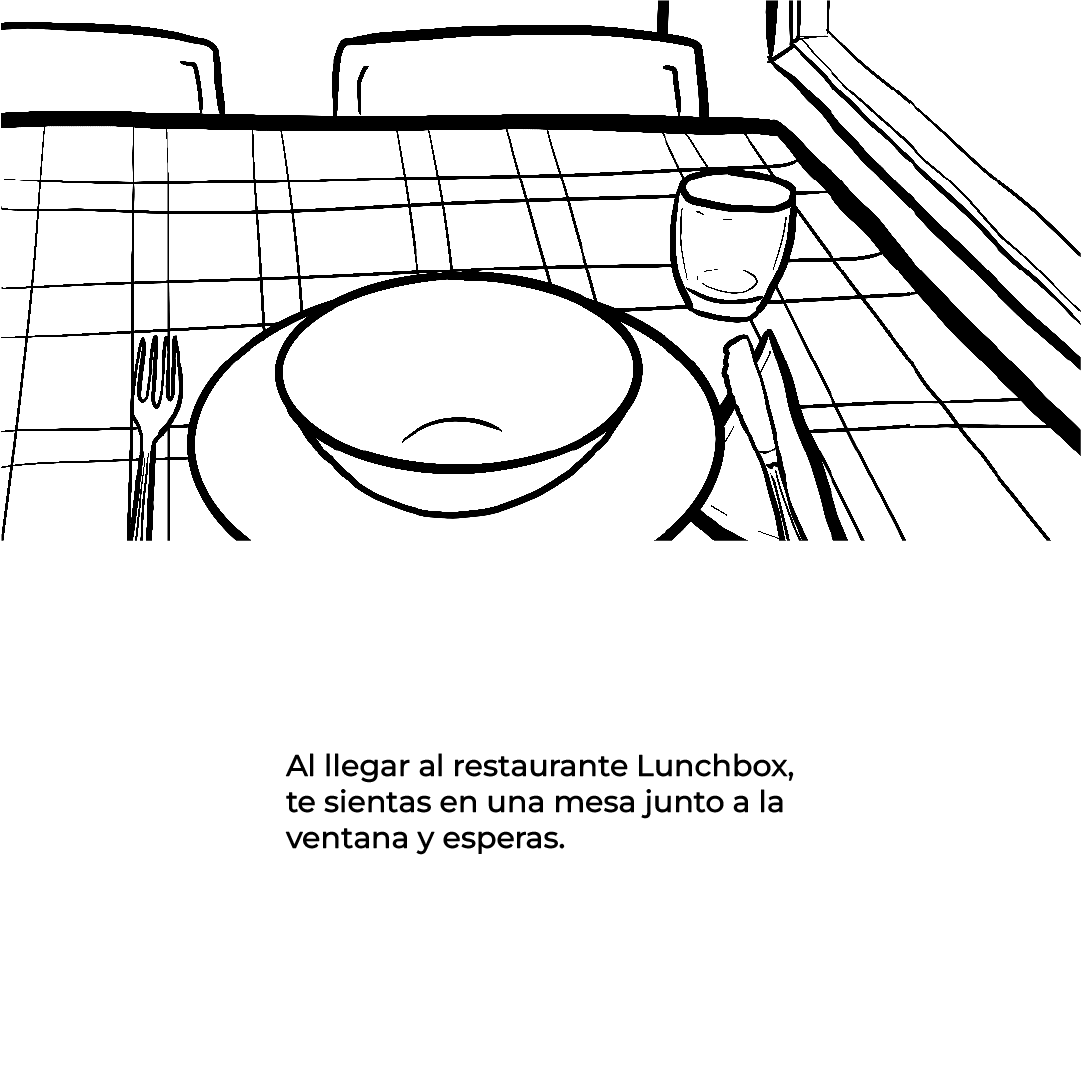 Al llegar al restaurante Lunchbox,
te sientas en una mesa junto a la
ventana y esperas.